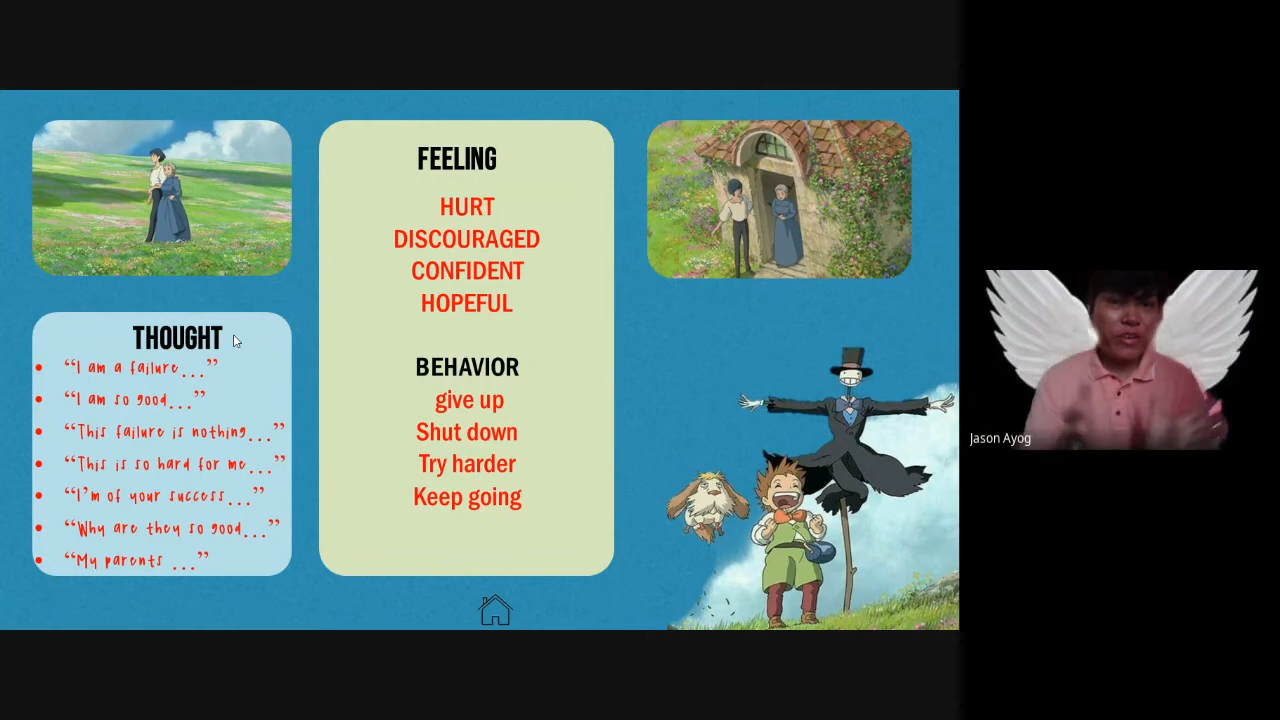 THOUGHT
“I am a failure...”
“I am so good...”
“This failure is nothing...”
“This is so hard for me...”
“I’m of your success...”
“Why are they so good...”
“My parents ...”
FEELING
HURT
DISCOURAGED
CONFIDENT
HOPEFUL
BEHAVIOR
give up
Shut down
Try harder
Keep going
Jason Ayog